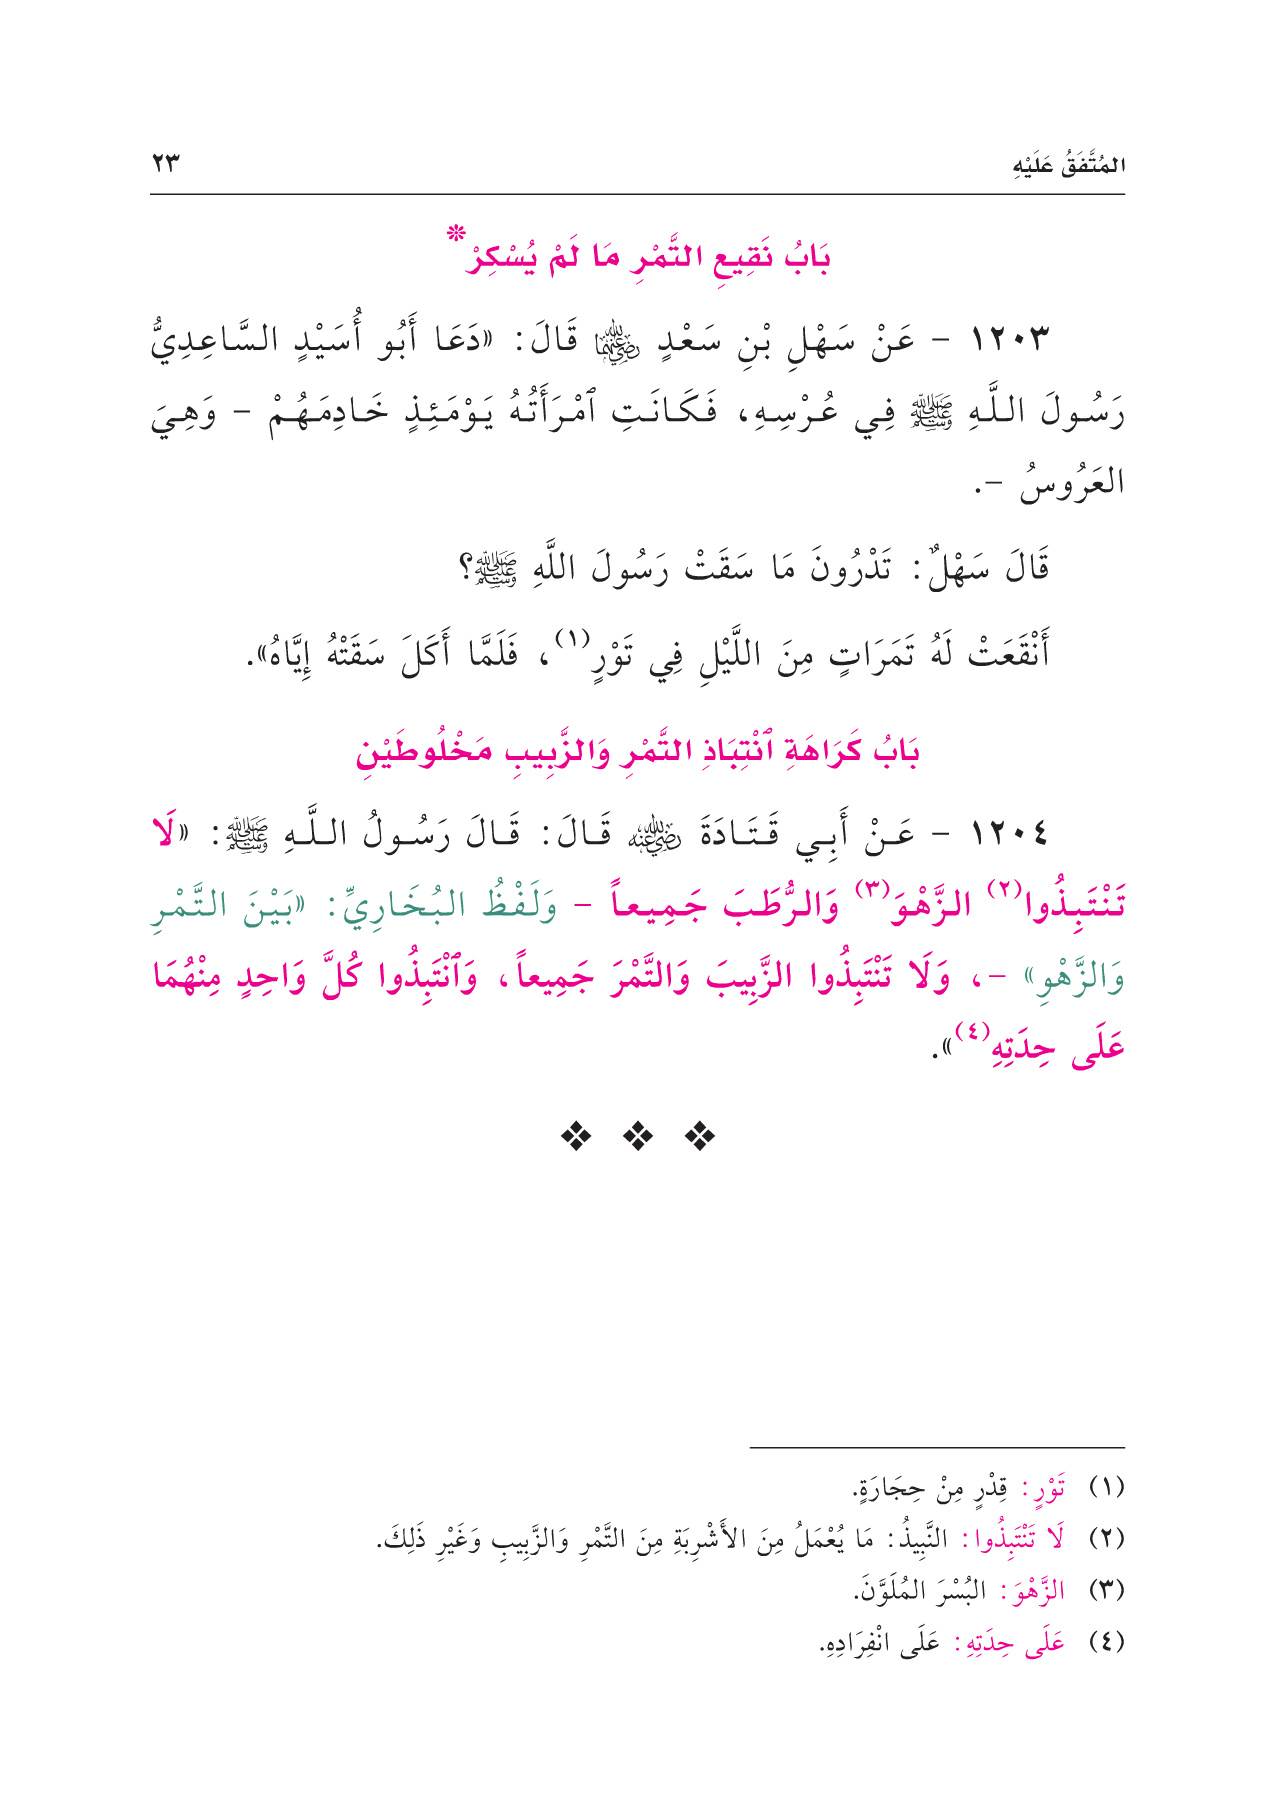 المُتَّفَقُ عَلَيْهِ ٢٣
بَابُ نَقِيعِ التَّمْرِ مَا لَمْ يُسْكِرْ*
١٢٠٣ - عَنْ سَهْلِ بْنِ سَعْدٍ رضي الله عنهما قَالَ: «دَعَا أَبُو أُسَيْدٍ السَّاعِدِيُّ
رَسُولَ اللَّهِ ﷺ فِي عُرْسِهِ، فَكَانَتِ ٱمْرَأَتُهُ يَوْمَئِذٍ خَادِمَهُمْ - وَهِيَ
العَرُوسُ -.
قَالَ سَهْلٌ: تَدْرُونَ مَا سَقَتْ رَسُولَ اللَّهِ ﷺ؟
أَنْقَعَتْ لَهُ تَمَرَاتٍ مِنَ اللَّيْلِ فِي تَوْرٍ(١)، فَلَمَّا أَكَلَ سَقَتْهُ إِيَّاهُ».
بَابُ كَرَاهَةِ ٱنْتِبَاذِ التَّمْرِ وَالزَّبِيبِ مَخْلُوطَيْنِ
١٢٠٤ - عَنْ أَبِي قَتَادَةَ رضي الله عنه قَالَ: قَالَ رَسُولُ اللَّهِ ﷺ: «لَا
تَنْتَبِذُوا(٢) الزَّهْوَ(٣) وَالرُّطَبَ جَمِيعاً - وَلَفْظُ البُخَارِيِّ: «بَيْنَ التَّمْرِ
وَالزَّهْوِ» -، وَلَا تَنْتَبِذُوا الزَّبِيبَ وَالتَّمْرَ جَمِيعاً، وَٱنْتَبِذُوا كُلَّ وَاحِدٍ مِنْهُمَا
عَلَى حِدَتِهِ(٤)».
(١) تَوْرٍ: قِدْرٍ مِنْ حِجَارَةٍ.
(٢) لَا تَنْتَبِذُوا: النَّبِيذُ: مَا يُعْمَلُ مِنَ الأَشْرِبَةِ مِنَ التَّمْرِ وَالزَّبِيبِ وَغَيْرِ ذَلِكَ.
(٣) الزَّهْوَ: البُسْرَ المُلَوَّنَ.
(٤) عَلَى حِدَتِهِ: عَلَى انْفِرَادِهِ.